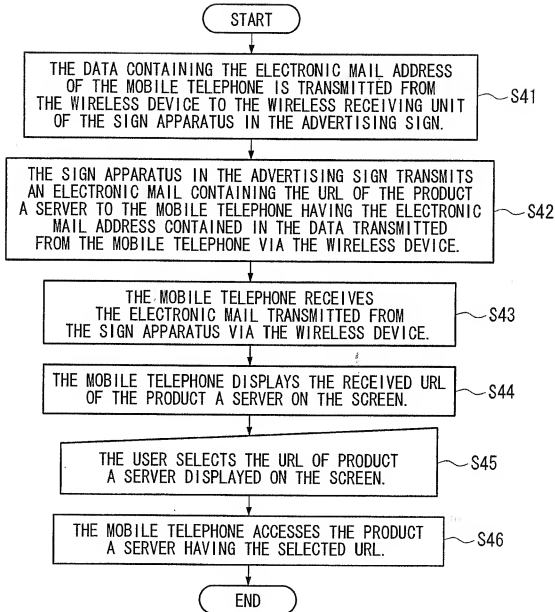 START
THE DATA CONTAINING THE ELECTRONIC MAIL ADDRESS
OF THE MOBILE TELEPHONE IS TRANSMITTED FROM
THE WIRELESS DEVICE TO THE WIRELESS RECEIVING UNIT
OF THE SIGN APPARATUS IN THE ADVERTISING SIGN.
S41
THE SIGN APPARATUS IN THE ADVERTISING SIGN TRANSMITS
AN ELECTRONIC MAIL CONTAINING THE URL OF THE PRODUCT
A SERVER TO THE MOBILE TELEPHONE HAVING THE ELECTRONIC
MAIL ADDRESS CONTAINED IN THE DATA TRANSMITTED
FROM THE MOBILE TELEPHONE VIA THE WIRELESS DEVICE.
S42
THE MOBILE TELEPHONE RECEIVES
THE ELECTRONIC MAIL TRANSMITTED FROM
THE SIGN APPARATUS VIA THE WIRELESS DEVICE.
S43
THE MOBILE TELEPHONE DISPLAYS THE RECEIVED URL
OF THE PRODUCT A SERVER ON THE SCREEN.
S44
THE USER SELECTS THE URL OF PRODUCT
A SERVER DISPLAYED ON THE SCREEN.
S45
THE MOBILE TELEPHONE ACCESSES THE PRODUCT
A SERVER HAVING THE SELECTED URL.
S46
END